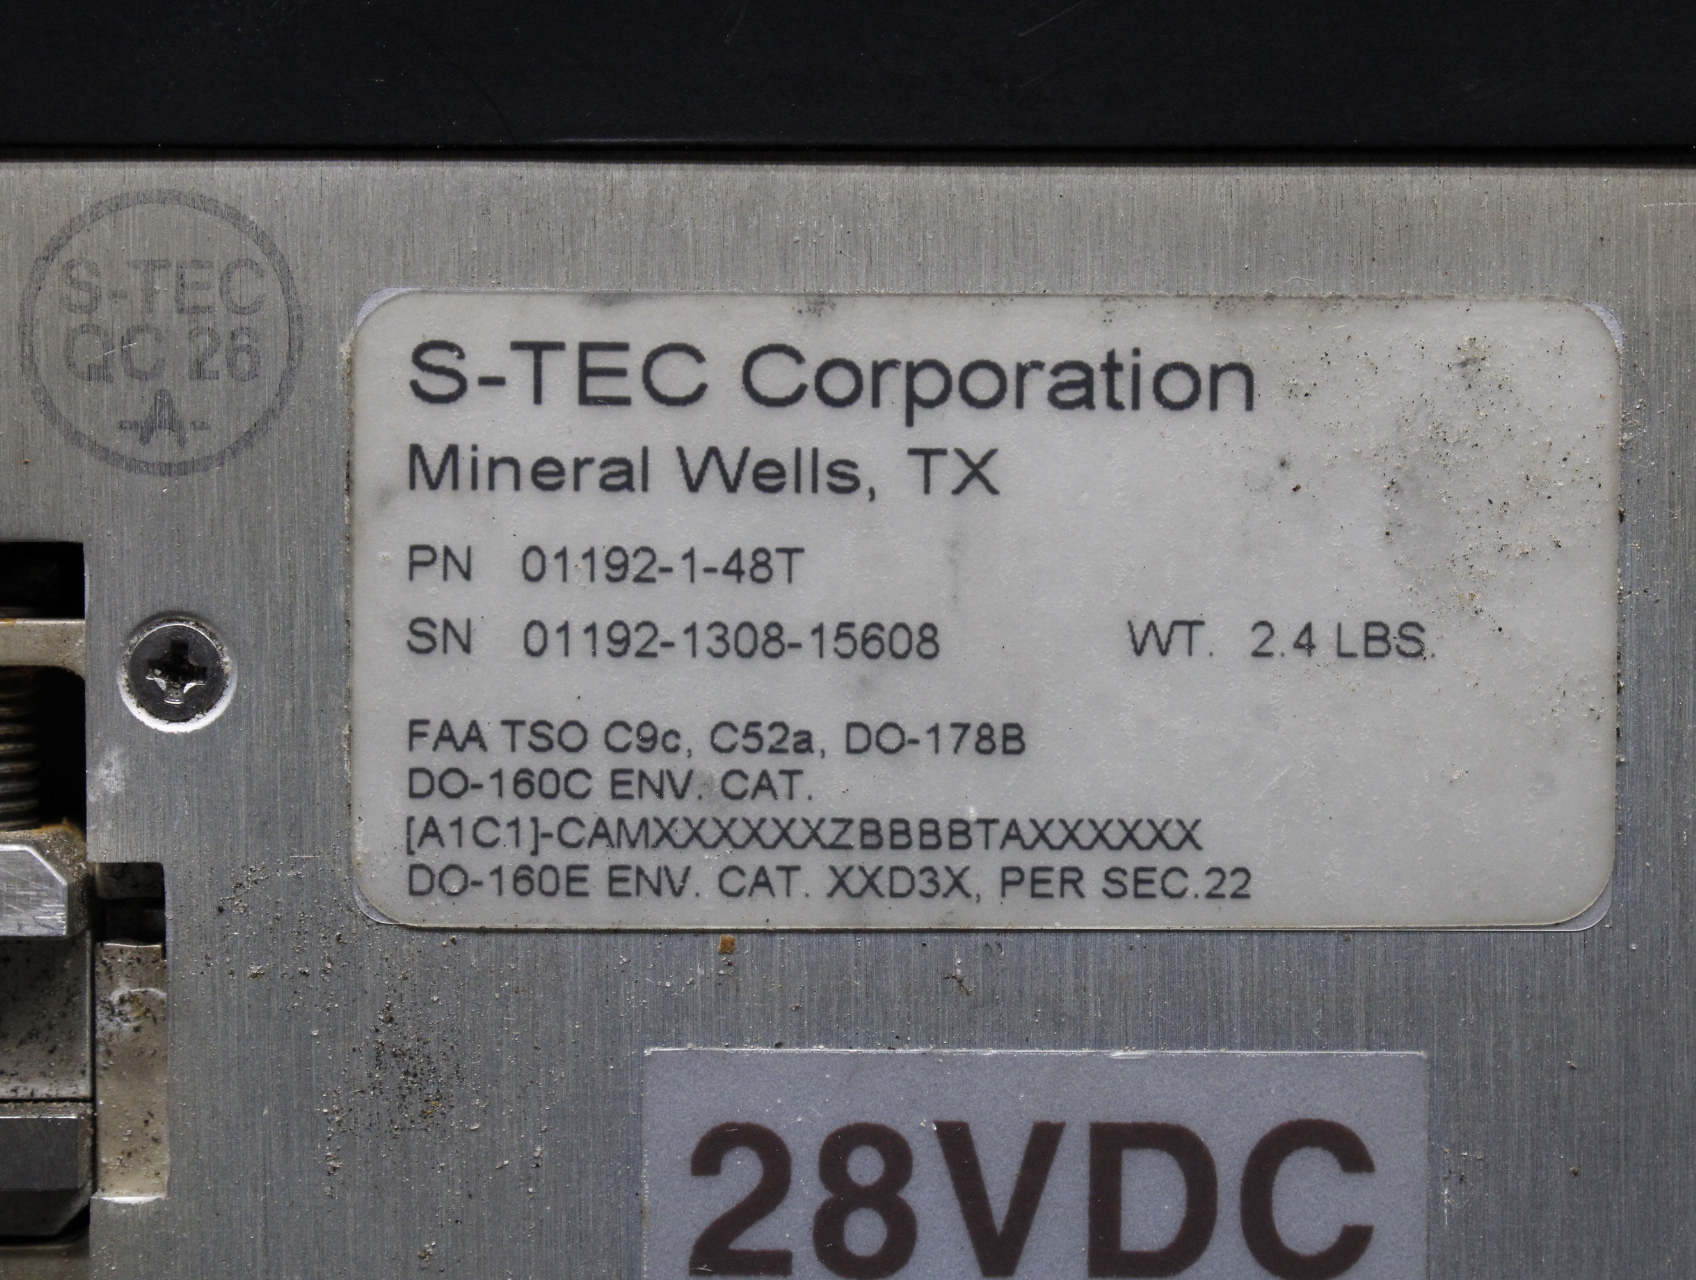 S-TEC
QC 26
S-TEC Corporation
Mineral Wells, TX
PN 01192-1-48T
SN 01192-1308-15608 WT. 2.4 LBS.
FAA TSO C9c, C52a, DO-178B
DO-160C ENV. CAT.
[A1C1]-CAMXXXXXXZBBBBTAXXXXXX
DO-160E ENV. CAT. XXD3X, PER SEC.22
28VDC